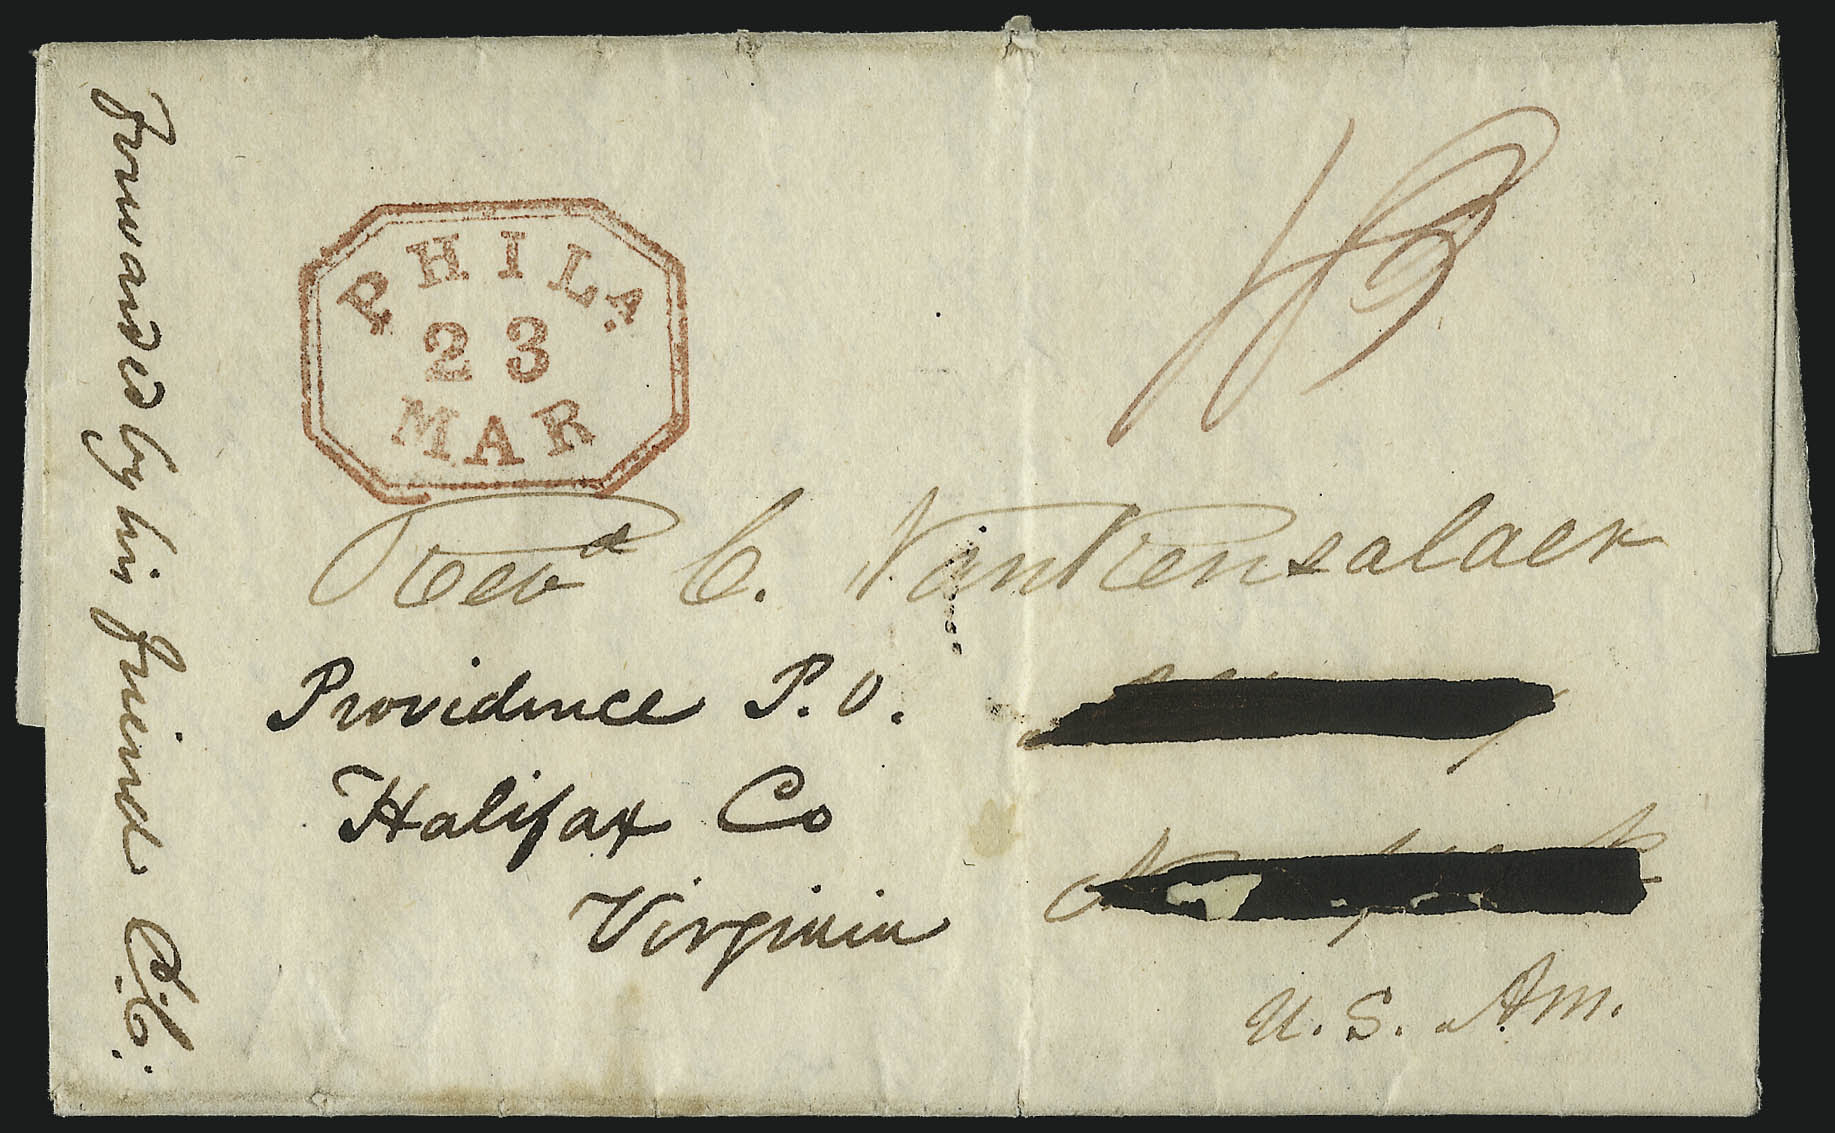 forwarded by his friend C. C.
PHILA.
23
MAR
Revd C. VanRensalaer
Providence P.O.
Halifax Co
Virginia
U. S. Am.